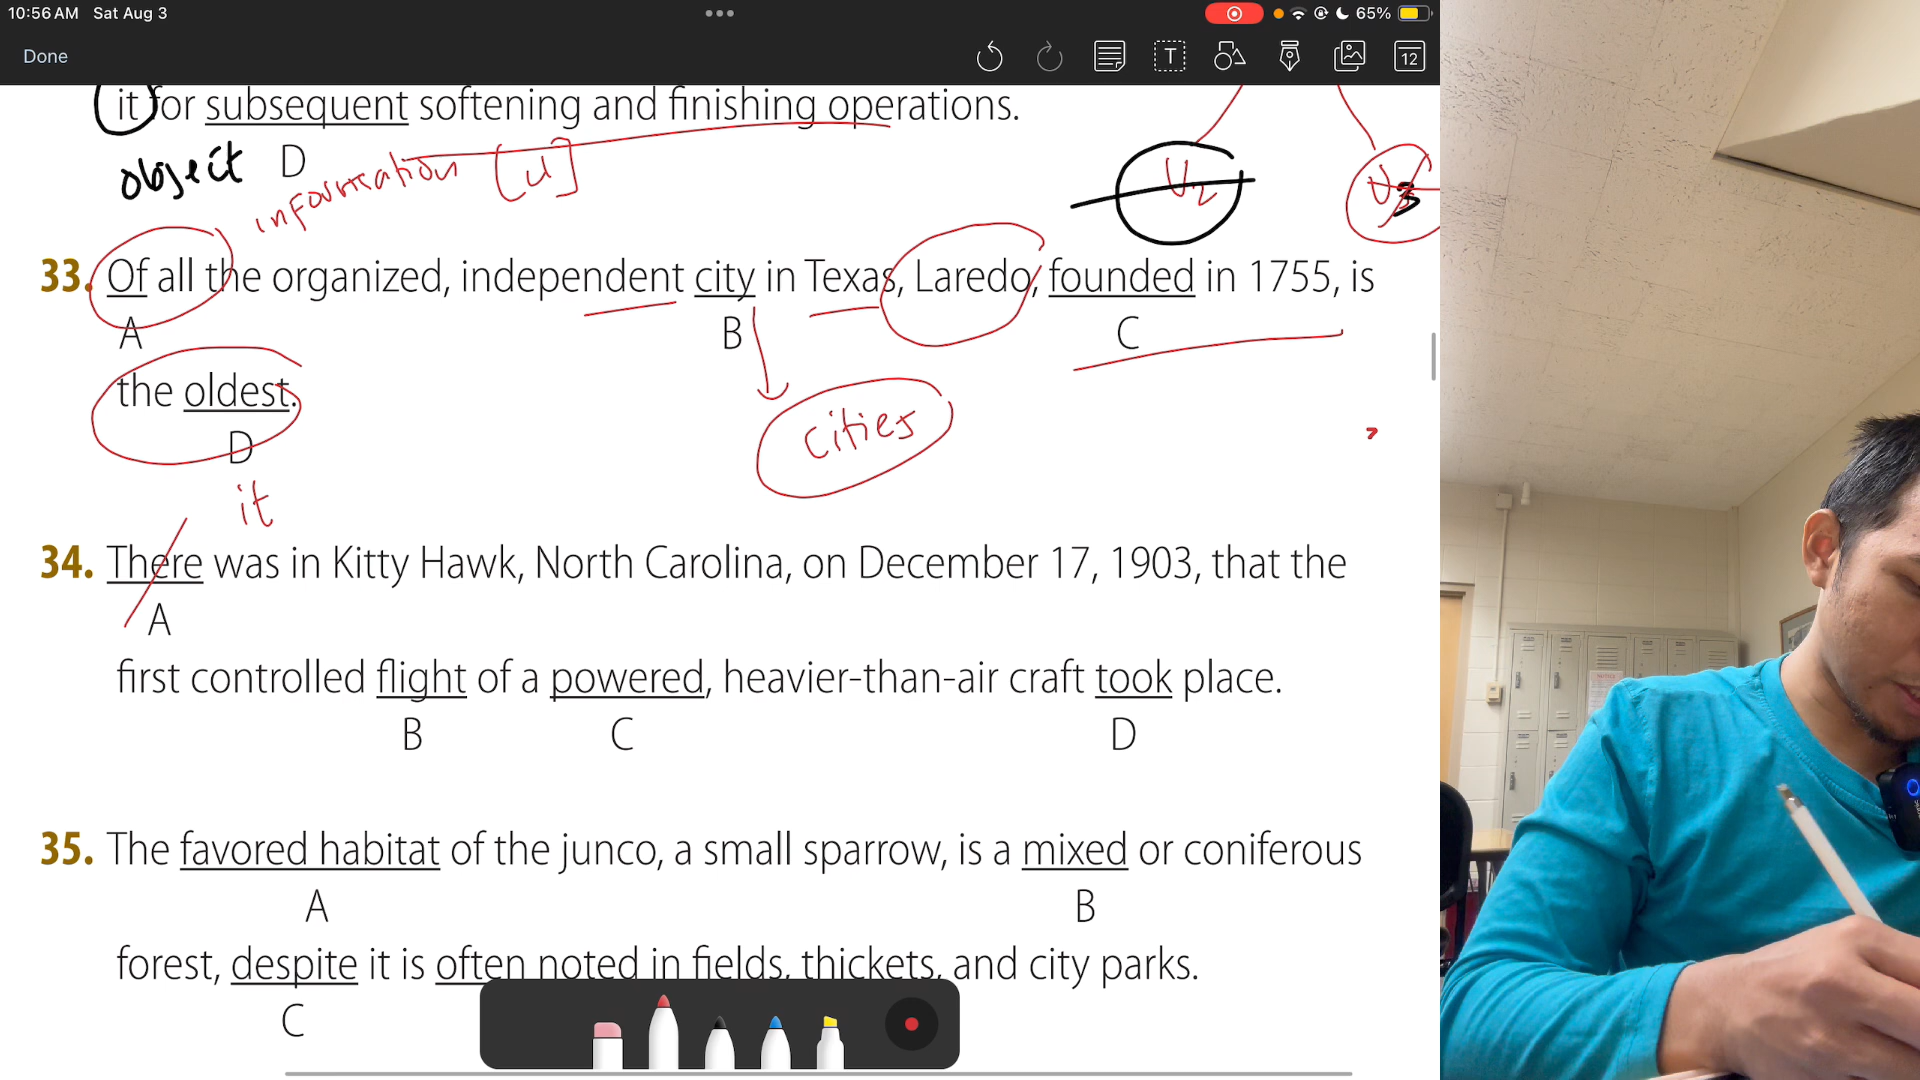 10:56 AM Sat Aug 3
65%
Done
T
12
it for subsequent softening and finishing operations.
object D
information [u]
V2
V3
33. Of all the organized, independent city in Texas, Laredo, founded in 1755, is
A B C
the oldest.
D
cities
it
34. There was in Kitty Hawk, North Carolina, on December 17, 1903, that the
A
first controlled flight of a powered, heavier-than-air craft took place.
B C D
35. The favored habitat of the junco, a small sparrow, is a mixed or coniferous
A B
forest, despite it is often noted in fields, thickets, and city parks.
C